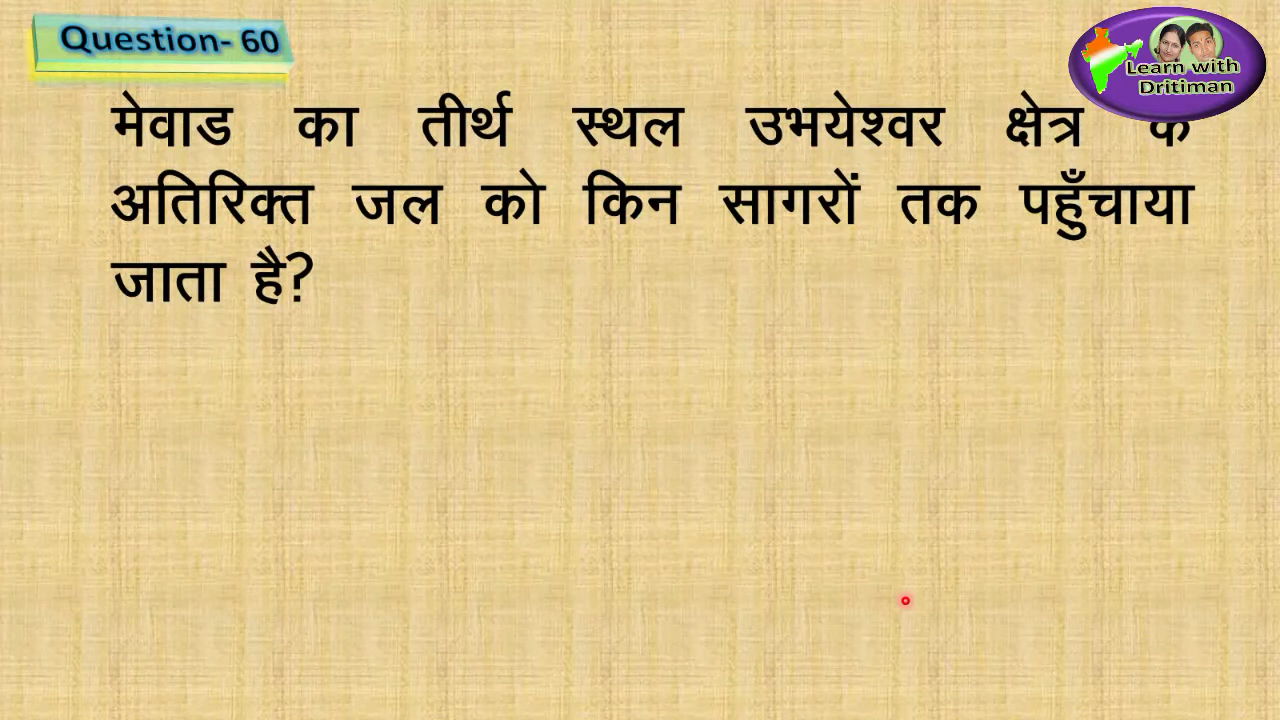 Question- 60
Learn with
Dritiman
मेवाड का तीर्थ स्थल उभयेश्वर क्षेत्र
अतिरिक्त जल को किन सागरों तक पहुँचाया
जाता है?